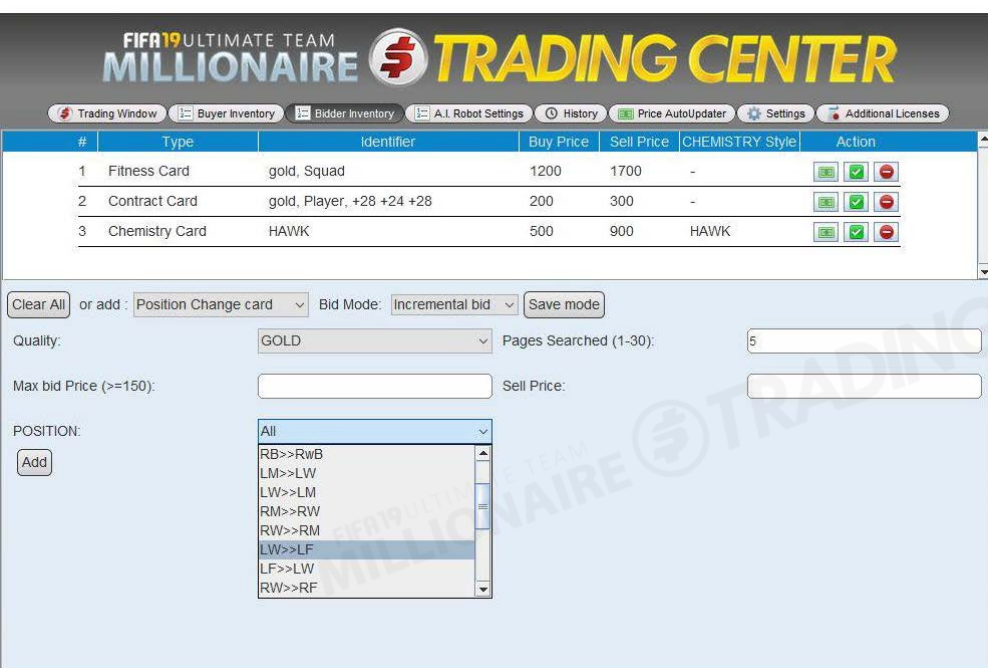 FIFA19 ULTIMATE TEAM
MILLIONAIRE TRADING CENTER
Trading Window Buyer Inventory Bidder Inventory A.I. Robot Settings History Price AutoUpdater Settings Additional Licenses
# Type Identifier Buy Price Sell Price CHEMISTRY Style Action
1 Fitness Card gold, Squad 1200 1700 -
2 Contract Card gold, Player, +28 +24 +28 200 300 -
3 Chemistry Card HAWK 500 900 HAWK
Clear All or add : Position Change card Bid Mode: Incremental bid Save mode
Quality: GOLD Pages Searched (1-30): 5
Max bid Price (>=150): Sell Price:
POSITION: All
Add
RB>>RwB
LM>>LW
LW>>LM
RM>>RW
RW>>RM
LW>>LF
LF>>LW
RW>>RF
FIFA19 ULTIMATE TEAM
MILLIONAIRE TRADING